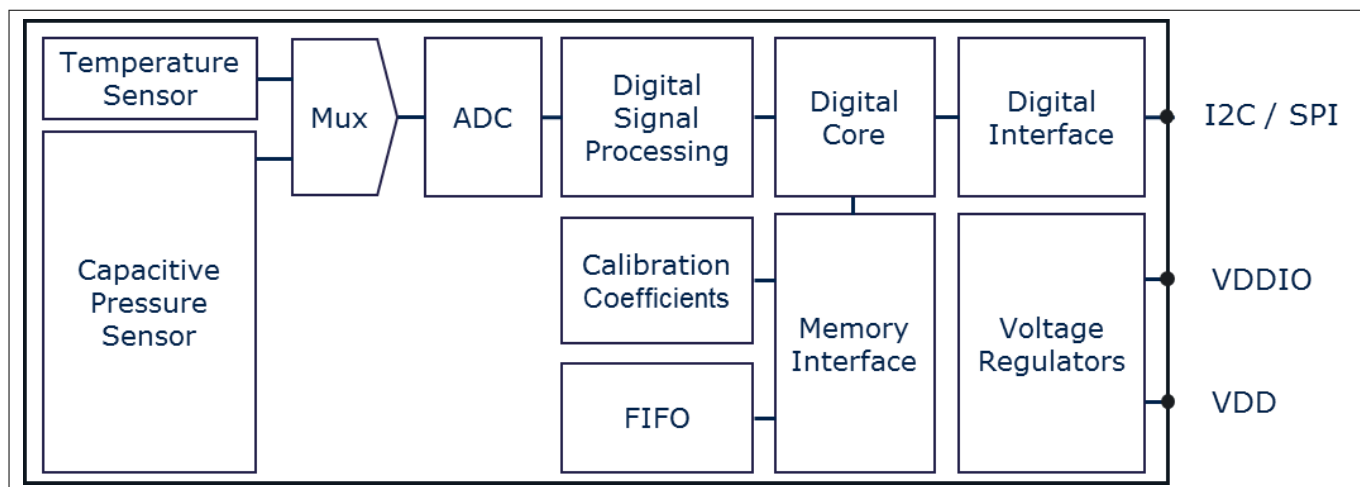 Temperature
Sensor
Mux
ADC
Digital
Signal
Processing
Digital
Core
Digital
Interface
I2C / SPI
Capacitive
Pressure
Sensor
Calibration
Coefficients
FIFO
Memory
Interface
Voltage
Regulators
VDDIO
VDD